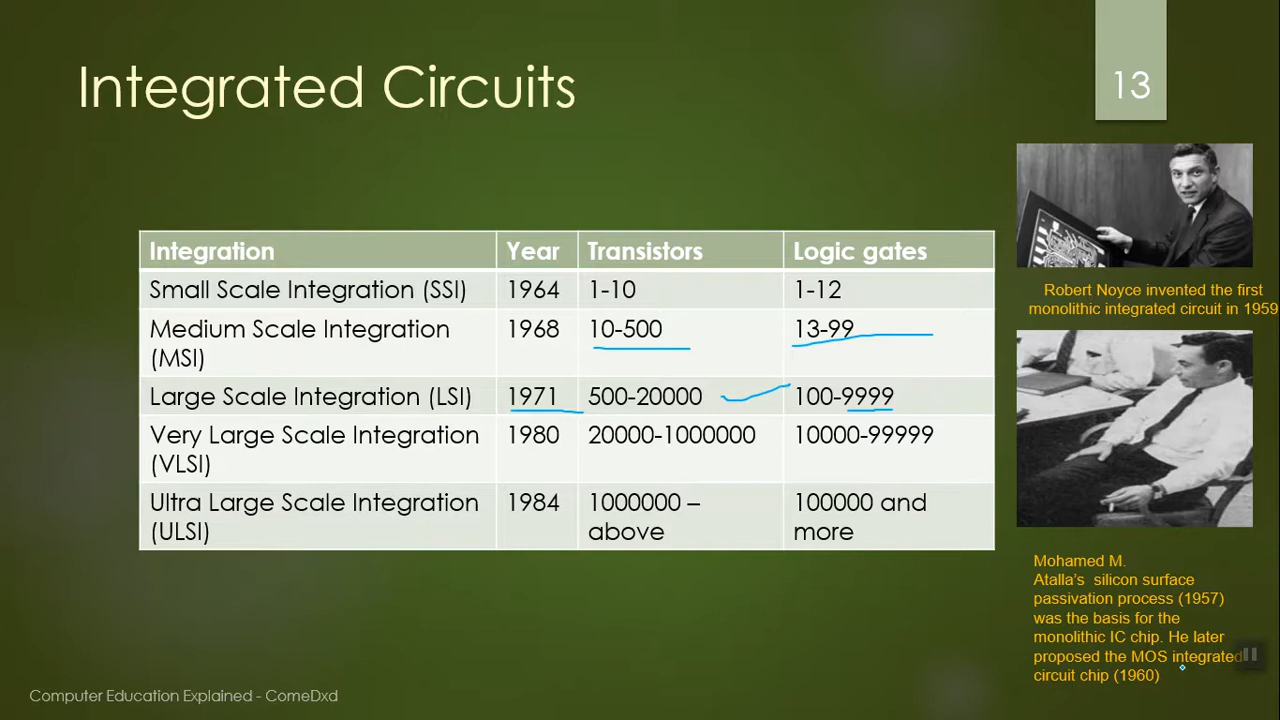 Integrated Circuits
13
Integration Year Transistors Logic gates
Small Scale Integration (SSI) 1964 1-10 1-12
Medium Scale Integration 1968 10-500 13-99
(MSI)
Large Scale Integration (LSI) 1971 500-20000 100-9999
Very Large Scale Integration 1980 20000-1000000 10000-99999
(VLSI)
Ultra Large Scale Integration 1984 1000000 – 100000 and
(ULSI) above more
Robert Noyce invented the first
monolithic integrated circuit in 1959
Mohamed M.
Atalla's silicon surface
passivation process (1957)
was the basis for the
monolithic IC chip. He later
proposed the MOS integrated
circuit chip (1960)
Computer Education Explained - ComeDxd